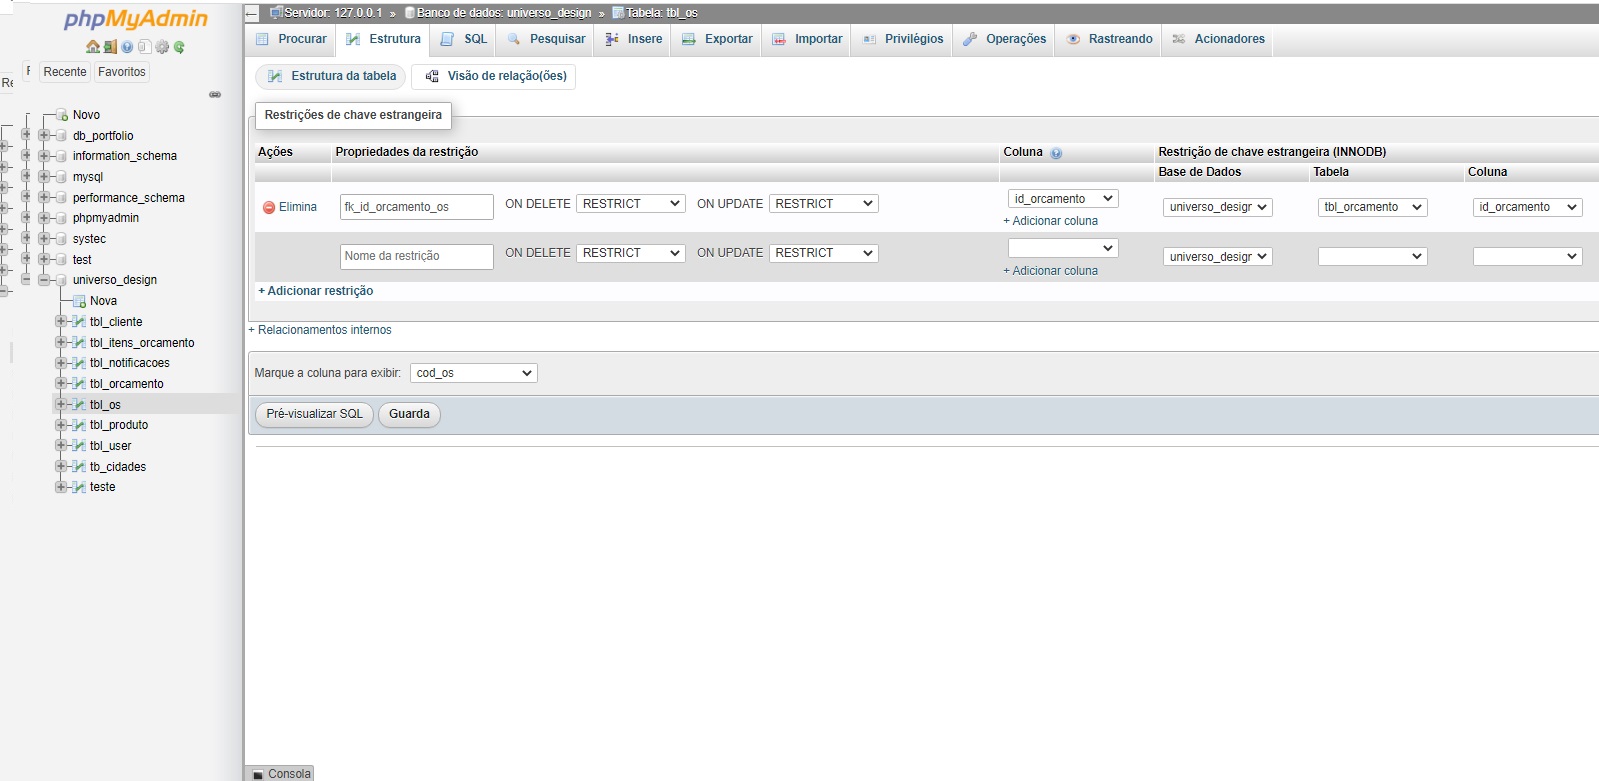 phpMyAdmin
Recente
Favoritos
Novo
db_portfolio
information_schema
mysql
performance_schema
phpmyadmin
systec
test
universo_design
Nova
tbl_cliente
tbl_itens_orcamento
tbl_notificacoes
tbl_orcamento
tbl_os
tbl_produto
tbl_user
tb_cidades
teste
Servidor: 127.0.0.1 » Banco de dados: universo_design » Tabela: tbl_os
Procurar Estrutura SQL Pesquisar Insere Exportar Importar Privilégios Operações Rastreando Acionadores
Estrutura da tabela Visão de relação(ões)
Restrições de chave estrangeira
Ações Propriedades da restrição Coluna Restrição de chave estrangeira (INNODB)
Base de Dados Tabela Coluna
Elimina fk_id_orcamento_os ON DELETE RESTRICT ON UPDATE RESTRICT id_orcamento universo_design tbl_orcamento id_orcamento
+ Adicionar coluna
Nome da restrição ON DELETE RESTRICT ON UPDATE RESTRICT universo_design
+ Adicionar coluna
+ Adicionar restrição
+ Relacionamentos internos
Marque a coluna para exibir: cod_os
Pré-visualizar SQL Guarda
Consola